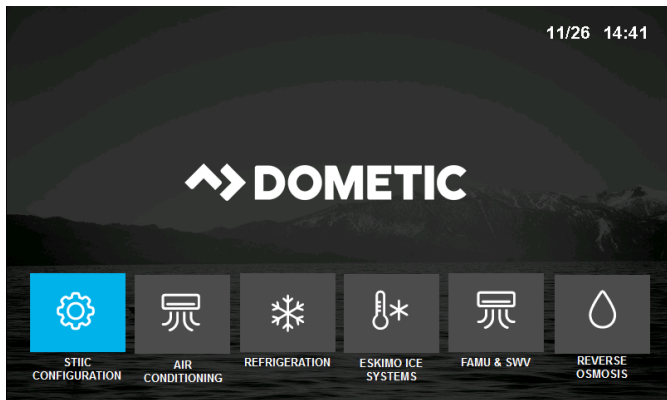 11/26 14:41
DOMETIC
STIIC
CONFIGURATION
AIR
CONDITIONING
REFRIGERATION
ESKIMO ICE
SYSTEMS
FAMU & SWV
REVERSE
OSMOSIS